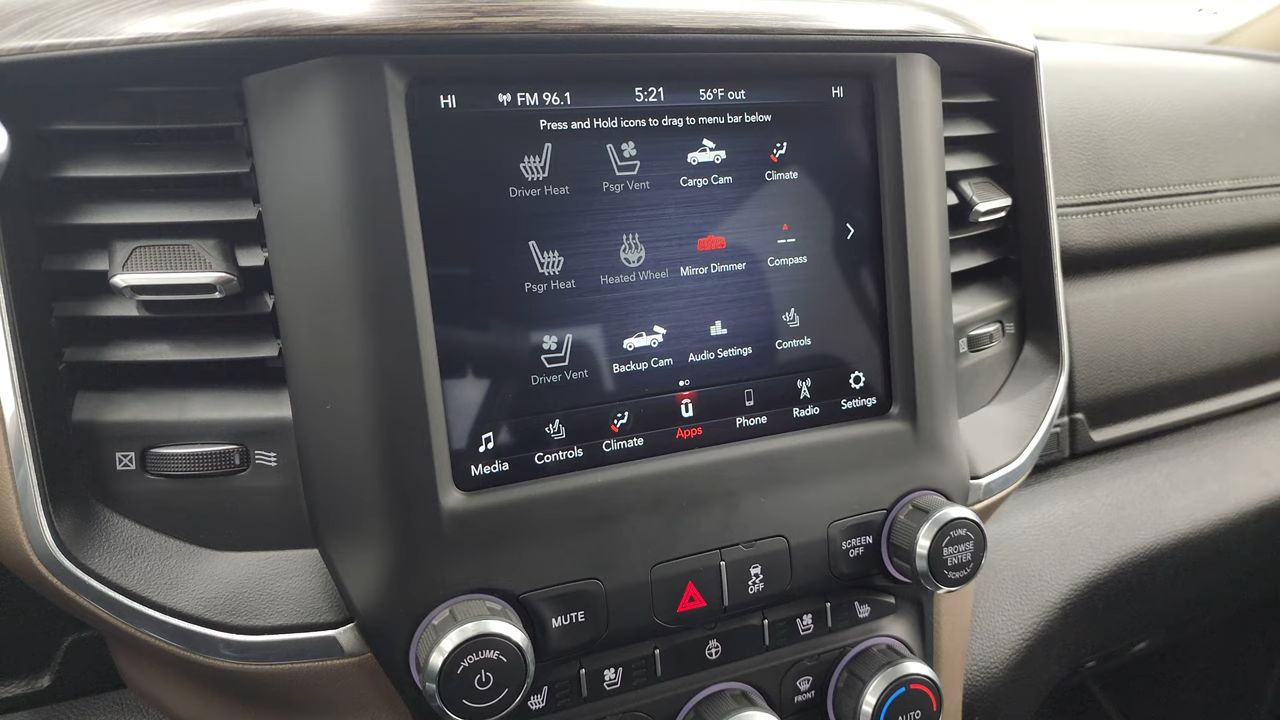 HI FM 96.1 5:21 56°F out HI
Press and Hold icons to drag to menu bar below
Driver Heat Psgr Vent Cargo Cam Climate
Psgr Heat Heated Wheel Mirror Dimmer Compass
Driver Vent Backup Cam Audio Settings Controls
Media Controls Climate Apps Phone Radio Settings
SCREEN
OFF
TUNE
BROWSE
ENTER
SCROLL
OFF
MUTE
VOLUME
FRONT
AUTO